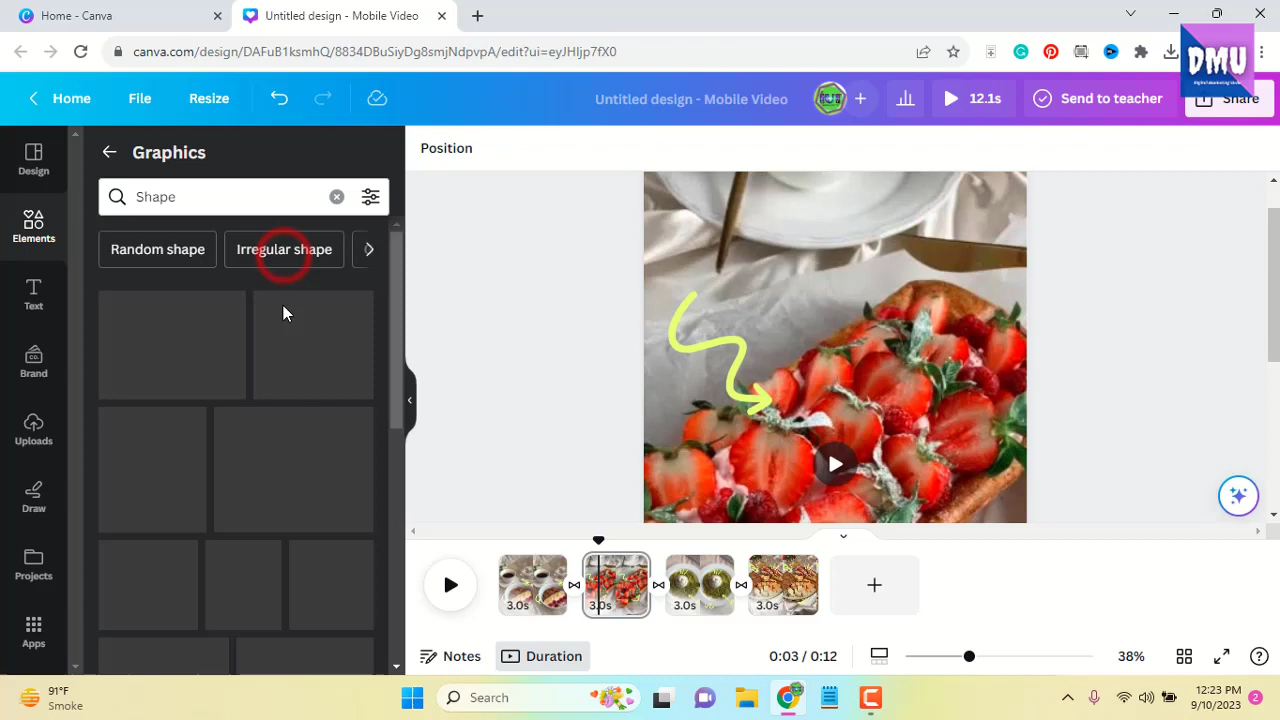 Home - Canva
Untitled design - Mobile Video
canva.com/design/DAFuB1ksmhQ/8834DBuSiyDg8smjNdpvpA/edit?ui=eyJHIjp7fX0
DMU
Home
File
Resize
Untitled design - Mobile Video
12.1s
Send to teacher
Share
Design
Elements
Text
Brand
Uploads
Draw
Projects
Apps
Graphics
Shape
Random shape
Irregular shape
Position
3.0s
3.0s
3.0s
3.0s
Notes
Duration
0:03 / 0:12
38%
91°F
Smoke
Search
12:23 PM
9/10/2023
2